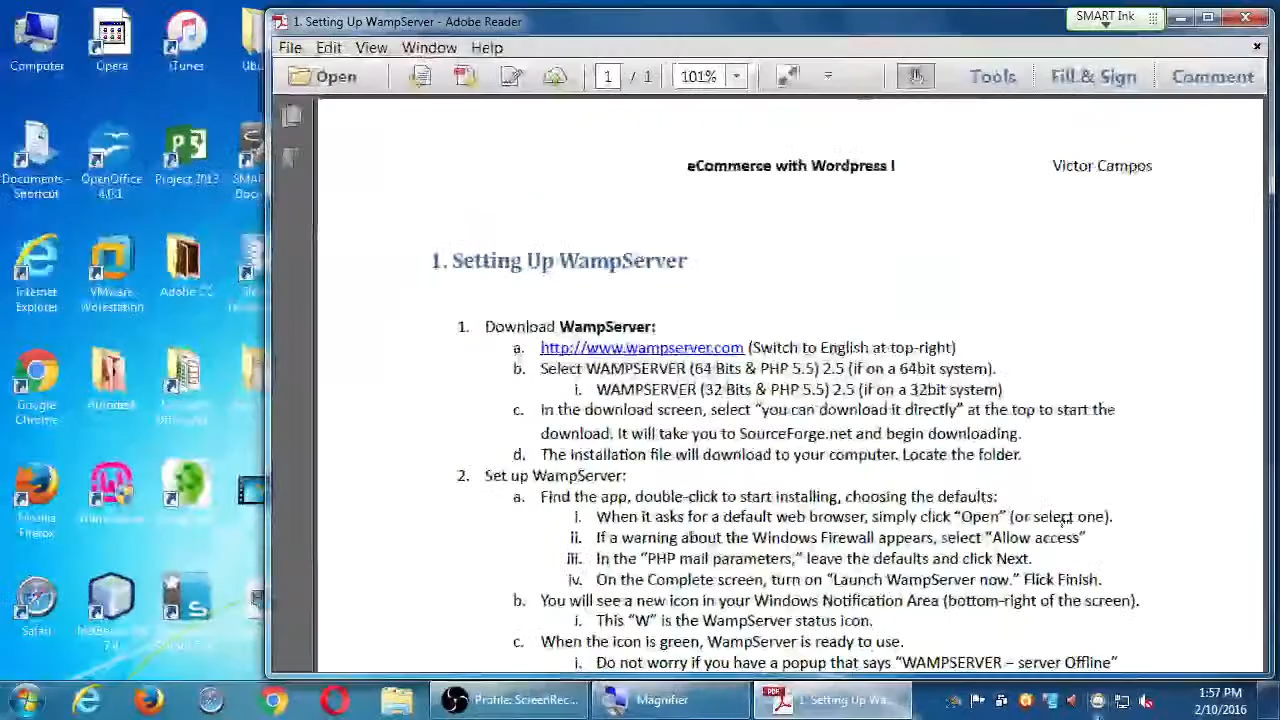 1. Setting Up WampServer - Adobe Reader
SMART Ink
File Edit View Window Help
Open
1 / 1
101%
Tools Fill & Sign Comment
Computer
Opera
iTunes
Documents - Shortcut
OpenOffice 4.0.1
Project 2013
Internet Explorer
VMware Workstation
Adobe CC
Google Chrome
Autodesk
Microsoft
Mozilla Firefox
Safari
eCommerce with Wordpress I
Victor Campos
1. Setting Up WampServer
1. Download WampServer:
a. http://www.wampserver.com (Switch to English at top-right)
b. Select WAMPSERVER (64 Bits & PHP 5.5) 2.5 (if on a 64bit system).
i. WAMPSERVER (32 Bits & PHP 5.5) 2.5 (if on a 32bit system)
c. In the download screen, select “you can download it directly” at the top to start the
download. It will take you to SourceForge.net and begin downloading.
d. The installation file will download to your computer. Locate the folder.
2. Set up WampServer:
a. Find the app, double-click to start installing, choosing the defaults:
i. When it asks for a default web browser, simply click “Open” (or select one).
ii. If a warning about the Windows Firewall appears, select “Allow access”
iii. In the “PHP mail parameters,” leave the defaults and click Next.
iv. On the Complete screen, turn on “Launch WampServer now.” Flick Finish.
b. You will see a new icon in your Windows Notification Area (bottom-right of the screen).
i. This “W” is the WampServer status icon.
c. When the icon is green, WampServer is ready to use.
i. Do not worry if you have a popup that says “WAMPSERVER – server Offline”
Profile: ScreenRec...
Magnifier
1. Setting Up Wa...
1:57 PM
2/10/2016